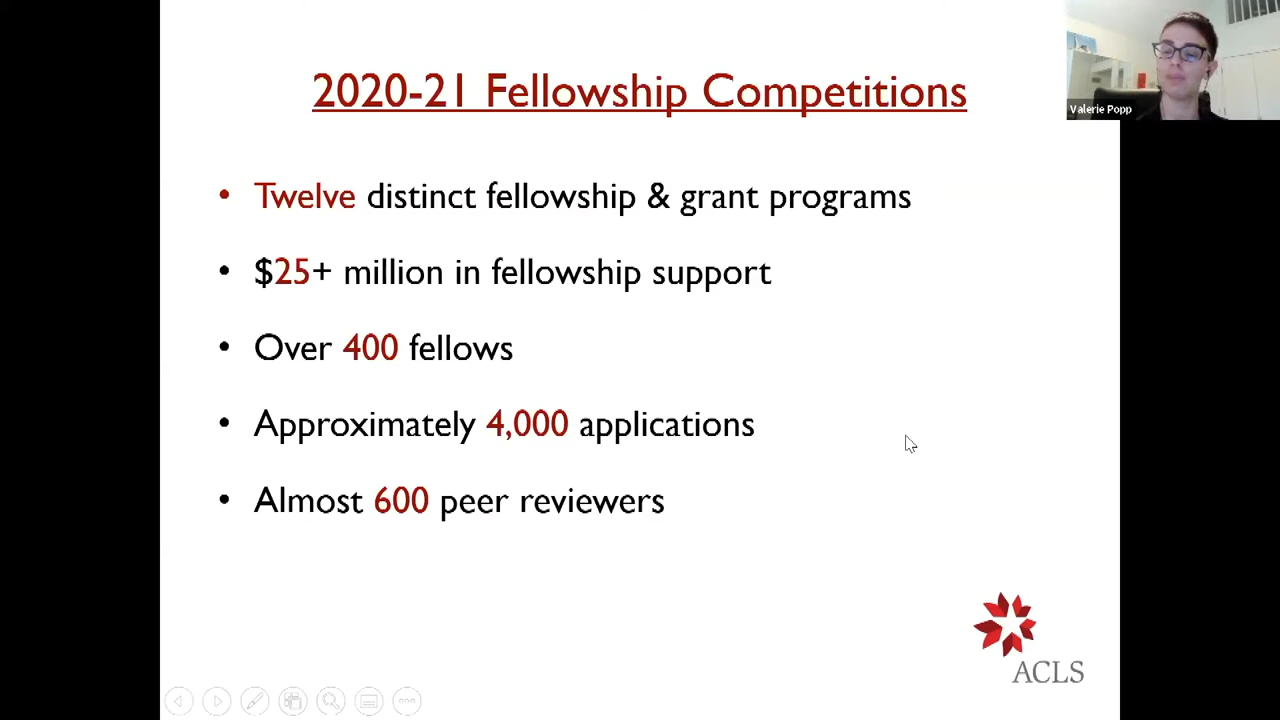 2020-21 Fellowship Competitions
Valerie Popp
• Twelve distinct fellowship & grant programs
• $25+ million in fellowship support
• Over 400 fellows
• Approximately 4,000 applications
• Almost 600 peer reviewers
ACLS